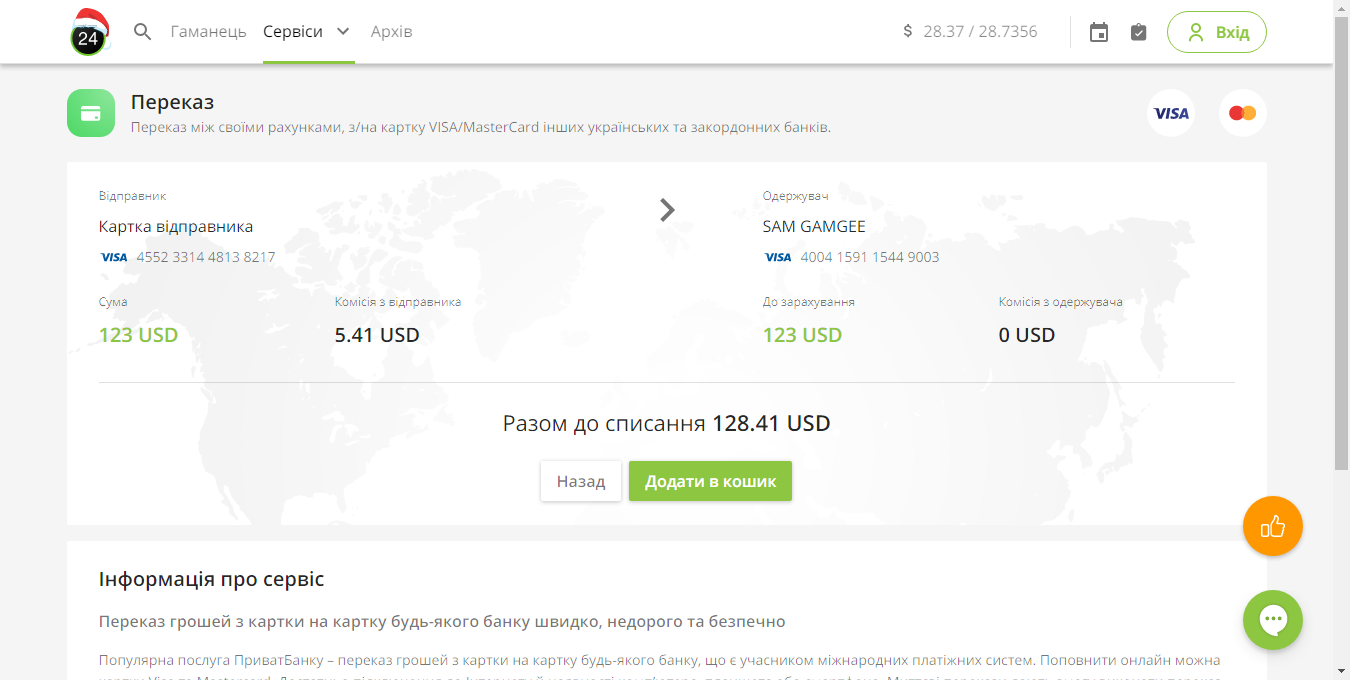 24
Гаманець Сервіси Архів
$ 28.37 / 28.7356
Вхід
Переказ
Переказ між своїми рахунками, з/на картку VISA/MasterCard інших українських та закордонних банків.
VISA
Відправник
Картка відправника
VISA 4552 3314 4813 8217
Одержувач
SAM GAMGEE
VISA 4004 1591 1544 9003
Сума Комісія з відправника
123 USD 5.41 USD
До зарахування Комісія з одержувача
123 USD 0 USD
Разом до списання 128.41 USD
Назад Додати в кошик
Інформація про сервіс
Переказ грошей з картки на картку будь-якого банку швидко, недорого та безпечно
Популярна послуга ПриватБанку – переказ грошей з картки на картку будь-якого банку, що є учасником міжнародних платіжних систем. Поповнити онлайн можна